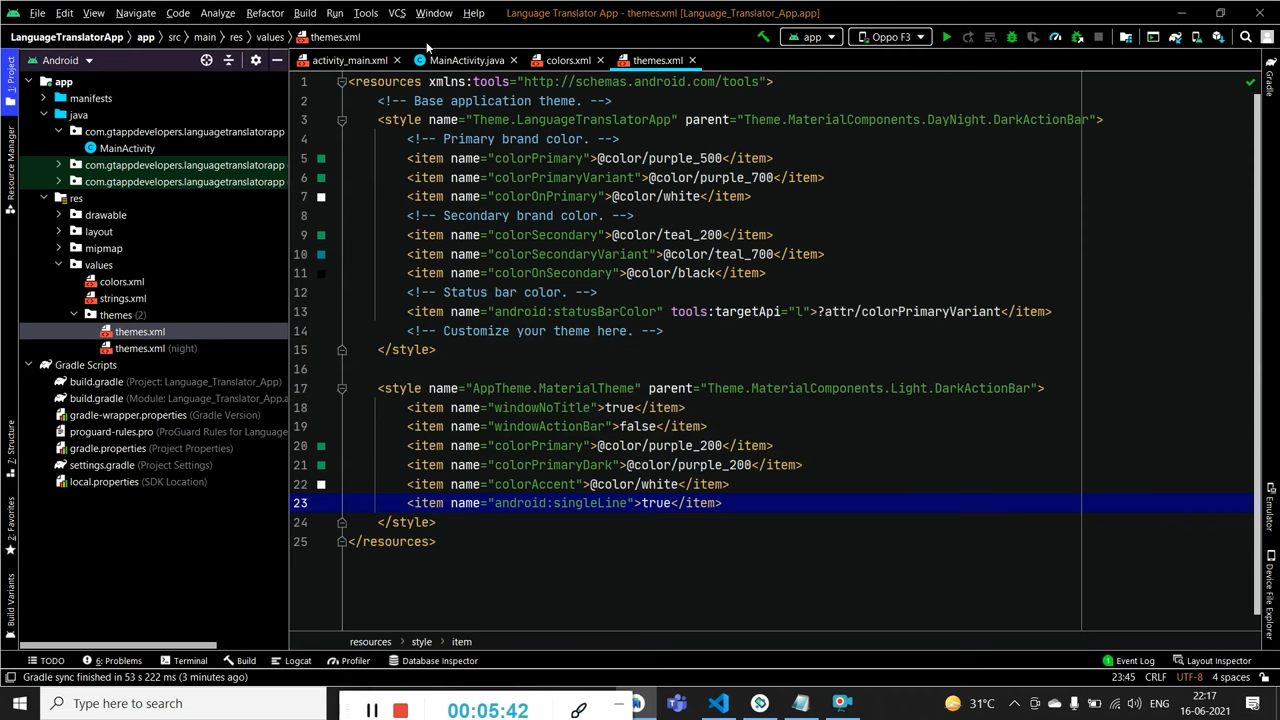 File Edit View Navigate Code Analyze Refactor Build Run Tools VCS Window Help Language Translator App - themes.xml [Language_Translator_App.app]
LanguageTranslatorApp app src main res values themes.xml app Oppo F3
Android activity_main.xml MainActivity.java colors.xml themes.xml
app
manifests
java
com.gtappdevelopers.languagetranslatorapp
MainActivity
com.gtappdevelopers.languagetranslatorapp
com.gtappdevelopers.languagetranslatorapp
res
drawable
layout
mipmap
values
colors.xml
strings.xml
themes (2)
themes.xml
themes.xml (night)
Gradle Scripts
build.gradle (Project: Language_Translator_App)
build.gradle (Module: Language_Translator_App.a
gradle-wrapper.properties (Gradle Version)
proguard-rules.pro (ProGuard Rules for Language
gradle.properties (Project Properties)
settings.gradle (Project Settings)
local.properties (SDK Location)
1: Project
Resource Manager
Z: Structure
2: Favorites
Build Variants
1 <resources xmlns:tools="http://schemas.android.com/tools">
2 <!-- Base application theme. -->
3 <style name="Theme.LanguageTranslatorApp" parent="Theme.MaterialComponents.DayNight.DarkActionBar">
4 <!-- Primary brand color. -->
5 <item name="colorPrimary">@color/purple_500</item>
6 <item name="colorPrimaryVariant">@color/purple_700</item>
7 <item name="colorOnPrimary">@color/white</item>
8 <!-- Secondary brand color. -->
9 <item name="colorSecondary">@color/teal_200</item>
10 <item name="colorSecondaryVariant">@color/teal_700</item>
11 <item name="colorOnSecondary">@color/black</item>
12 <!-- Status bar color. -->
13 <item name="android:statusBarColor" tools:targetApi="l">?attr/colorPrimaryVariant</item>
14 <!-- Customize your theme here. -->
15 </style>
16
17 <style name="AppTheme.MaterialTheme" parent="Theme.MaterialComponents.Light.DarkActionBar">
18 <item name="windowNoTitle">true</item>
19 <item name="windowActionBar">false</item>
20 <item name="colorPrimary">@color/purple_200</item>
21 <item name="colorPrimaryDark">@color/purple_200</item>
22 <item name="colorAccent">@color/white</item>
23 <item name="android:singleLine">true</item>
24 </style>
25 </resources>
Gradle
Emulator
Device File Explorer
resources style item
TODO 6: Problems Terminal Build Logcat Profiler Database Inspector 1 Event Log Layout Inspector
Gradle sync finished in 53 s 222 ms (3 minutes ago) 23:45 CRLF UTF-8 4 spaces
Type here to search 00:05:42 31°C ENG 22:17
16-06-2021